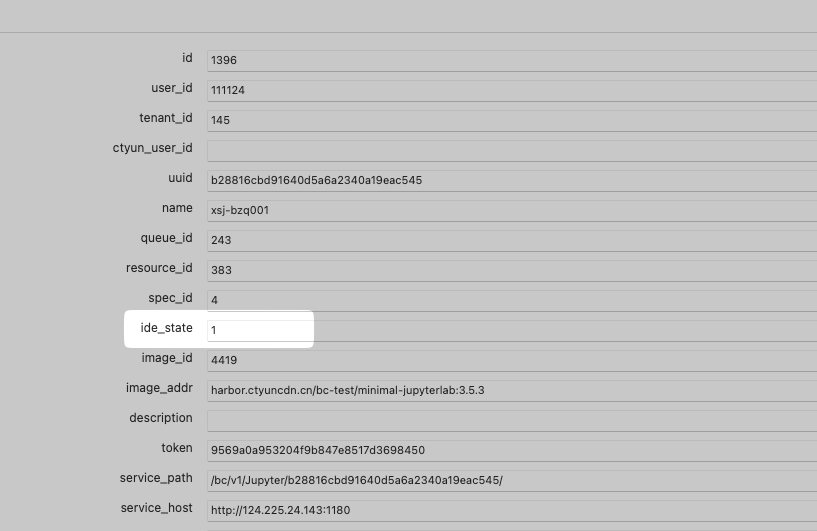 id 1396
user_id 111124
tenant_id 145
ctyun_user_id
uuid b28816cbd91640d5a6a2340a19eac545
name xsj-bzq001
queue_id 243
resource_id 383
spec_id 4
ide_state 1
image_id 4419
image_addr harbor.ctyuncdn.cn/bc-test/minimal-jupyterlab:3.5.3
description
token 9569a0a953204f9b847e8517d3698450
service_path /bc/v1/Jupyter/b28816cbd91640d5a6a2340a19eac545/
service_host http://124.225.24.143:1180